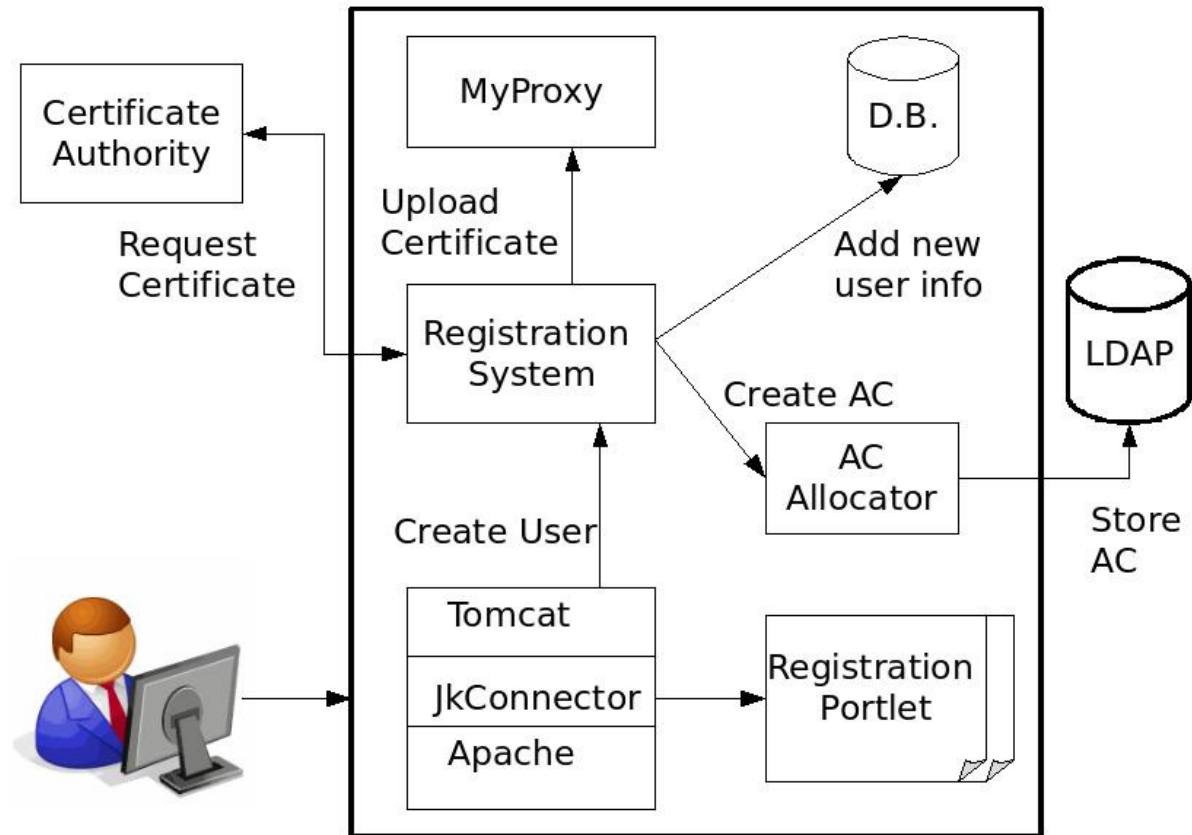 MyProxy
D.B.
Certificate
Authority
Upload
Certificate
Request
Certificate
Add new
user info
Registration
System
LDAP
Create AC
AC
Allocator
Create User
Store
AC
Tomcat
JkConnector
Apache
Registration
Portlet